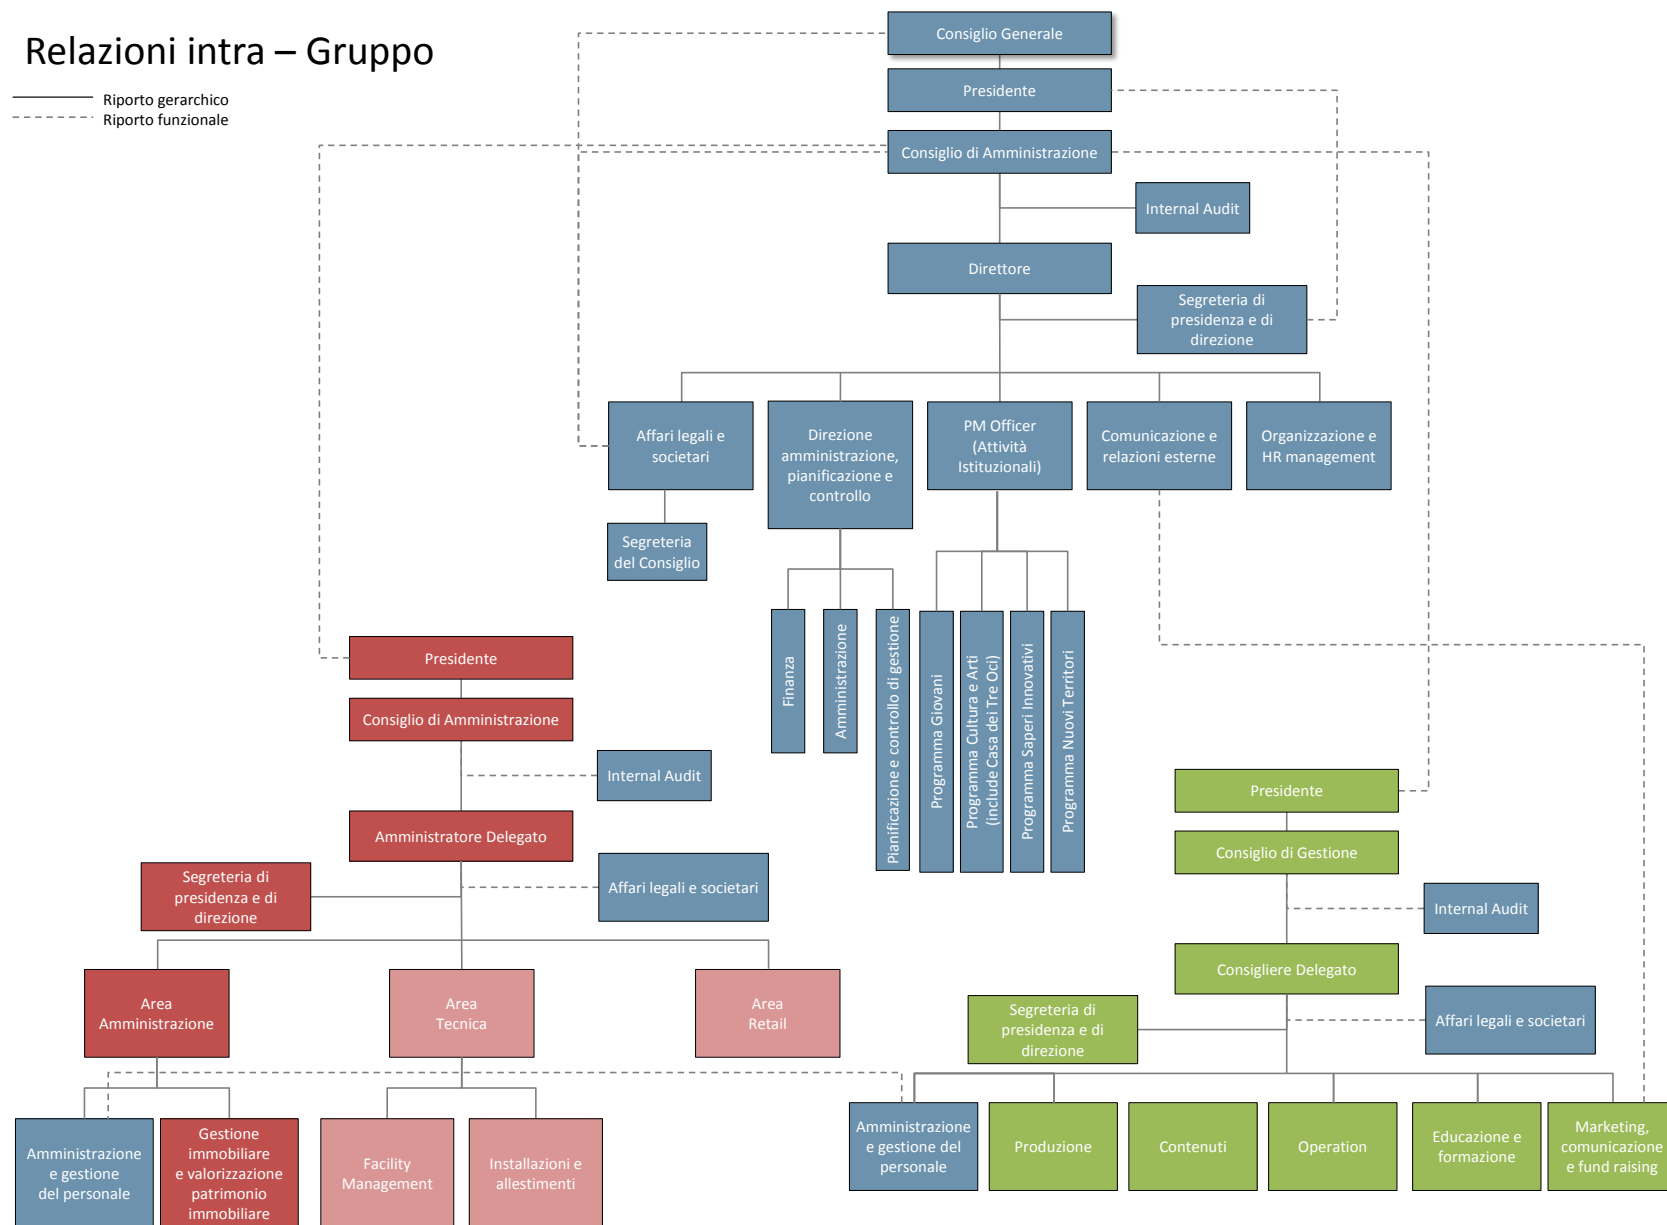 Relazioni intra – Gruppo
Riporto gerarchico
Riporto funzionale
Consiglio Generale
Presidente
Consiglio di Amministrazione
Internal Audit
Direttore
Segreteria di
presidenza e di
direzione
Affari legali e
societari
Direzione
amministrazione,
pianificazione e
controllo
PM Officer
(Attività
Istituzionali)
Comunicazione e
relazioni esterne
Organizzazione e
HR management
Segreteria
del Consiglio
Finanza
Amministrazione
Pianificazione e controllo di gestione
Programma Giovani
Programma Cultura e Arti
(include Casa dei Tre Oci)
Programma Saperi Innovativi
Programma Nuovi Territori
Presidente
Consiglio di Amministrazione
Internal Audit
Amministratore Delegato
Segreteria di
presidenza e di
direzione
Affari legali e societari
Area
Amministrazione
Area
Tecnica
Area
Retail
Amministrazione
e gestione
del personale
Gestione
immobiliare
e valorizzazione
patrimonio
immobiliare
Facility
Management
Installazioni e
allestimenti
Presidente
Consiglio di Gestione
Internal Audit
Consigliere Delegato
Segreteria di
presidenza e di
direzione
Affari legali e societari
Amministrazione
e gestione del
personale
Produzione
Contenuti
Operation
Educazione e
formazione
Marketing,
comunicazione
e fund raising